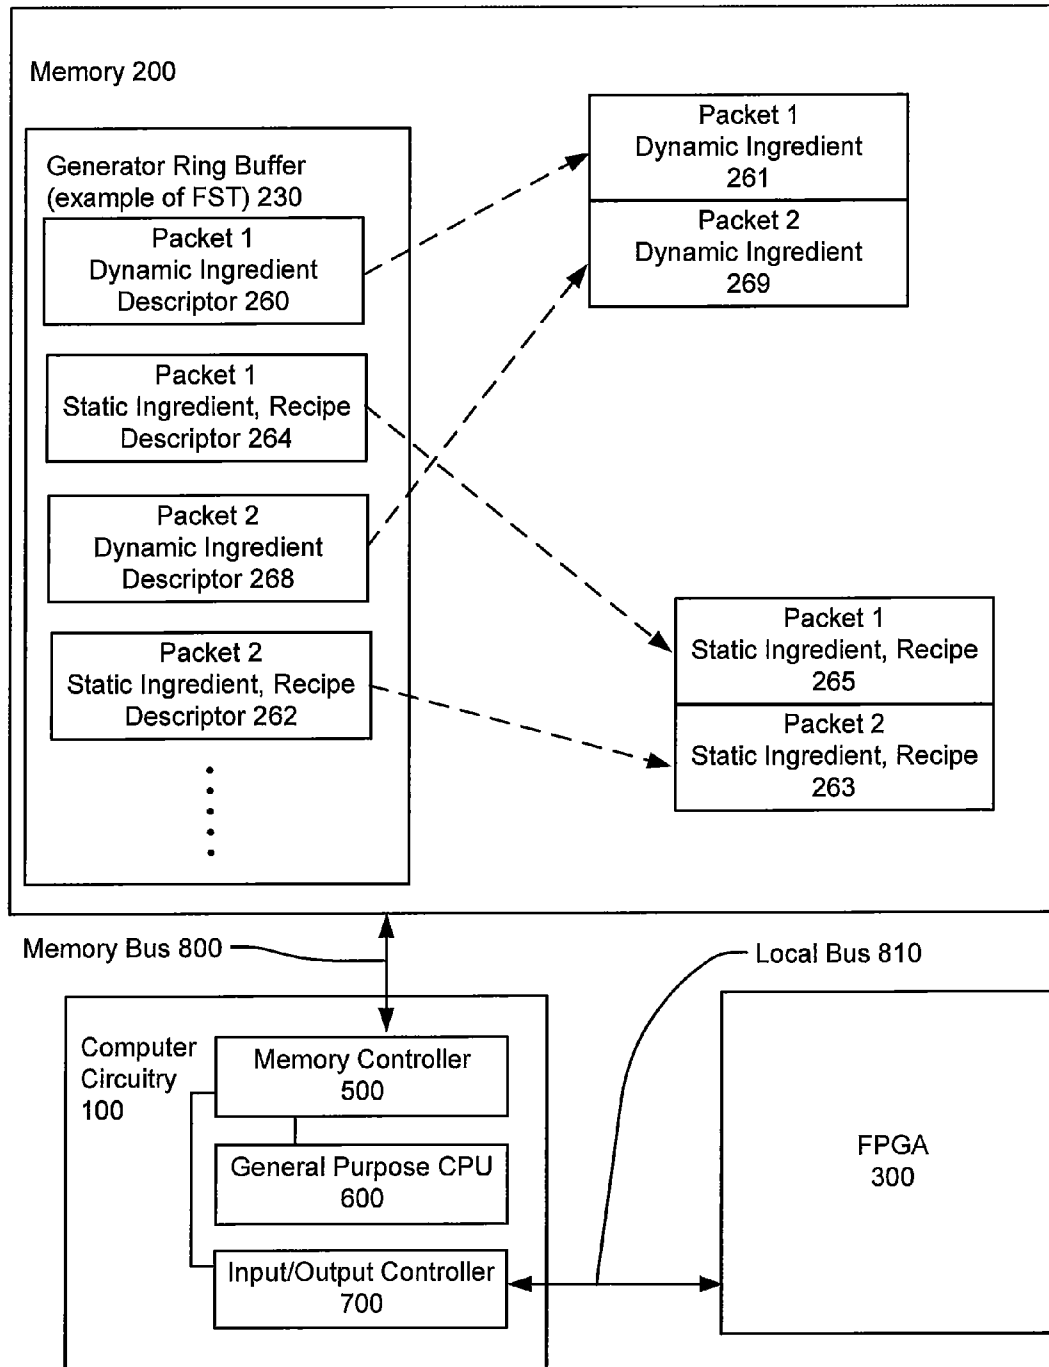 Memory 200
Generator Ring Buffer
(example of FST) 230
Packet 1
Dynamic Ingredient
Descriptor 260
Packet 1
Static Ingredient, Recipe
Descriptor 264
Packet 2
Dynamic Ingredient
Descriptor 268
Packet 2
Static Ingredient, Recipe
Descriptor 262
Packet 1
Dynamic Ingredient
261
Packet 2
Dynamic Ingredient
269
Packet 1
Static Ingredient, Recipe
265
Packet 2
Static Ingredient, Recipe
263
Memory Bus 800
Local Bus 810
Computer
Circuitry
100
Memory Controller
500
General Purpose CPU
600
Input/Output Controller
700
FPGA
300